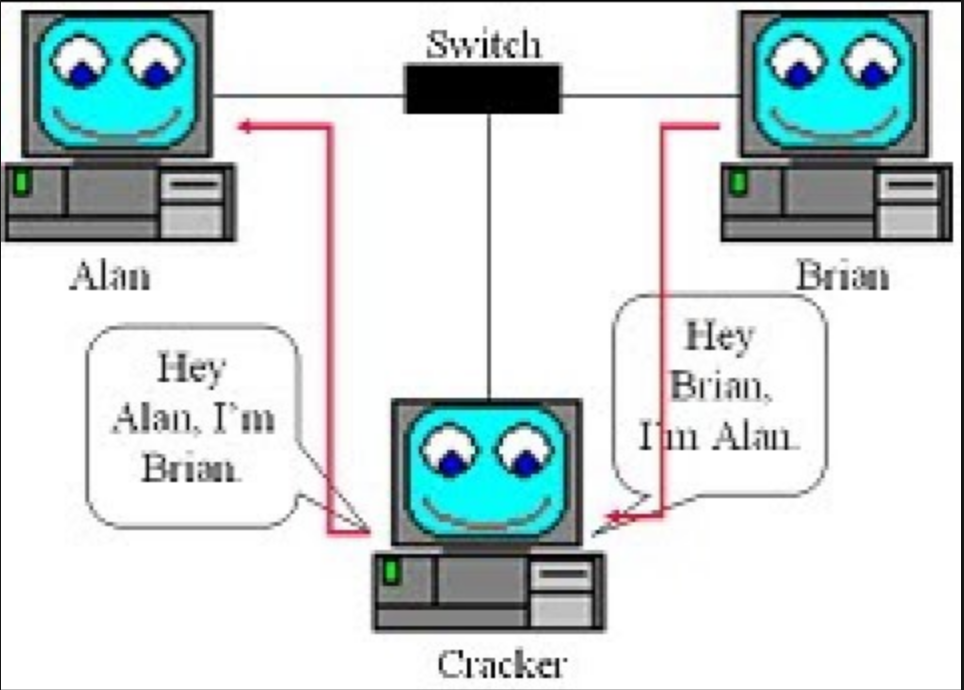 Switch
Alan
Brian
Hey
Alan, I`m
Brian.
Hey
Brian,
I'm Alan.
Cracker